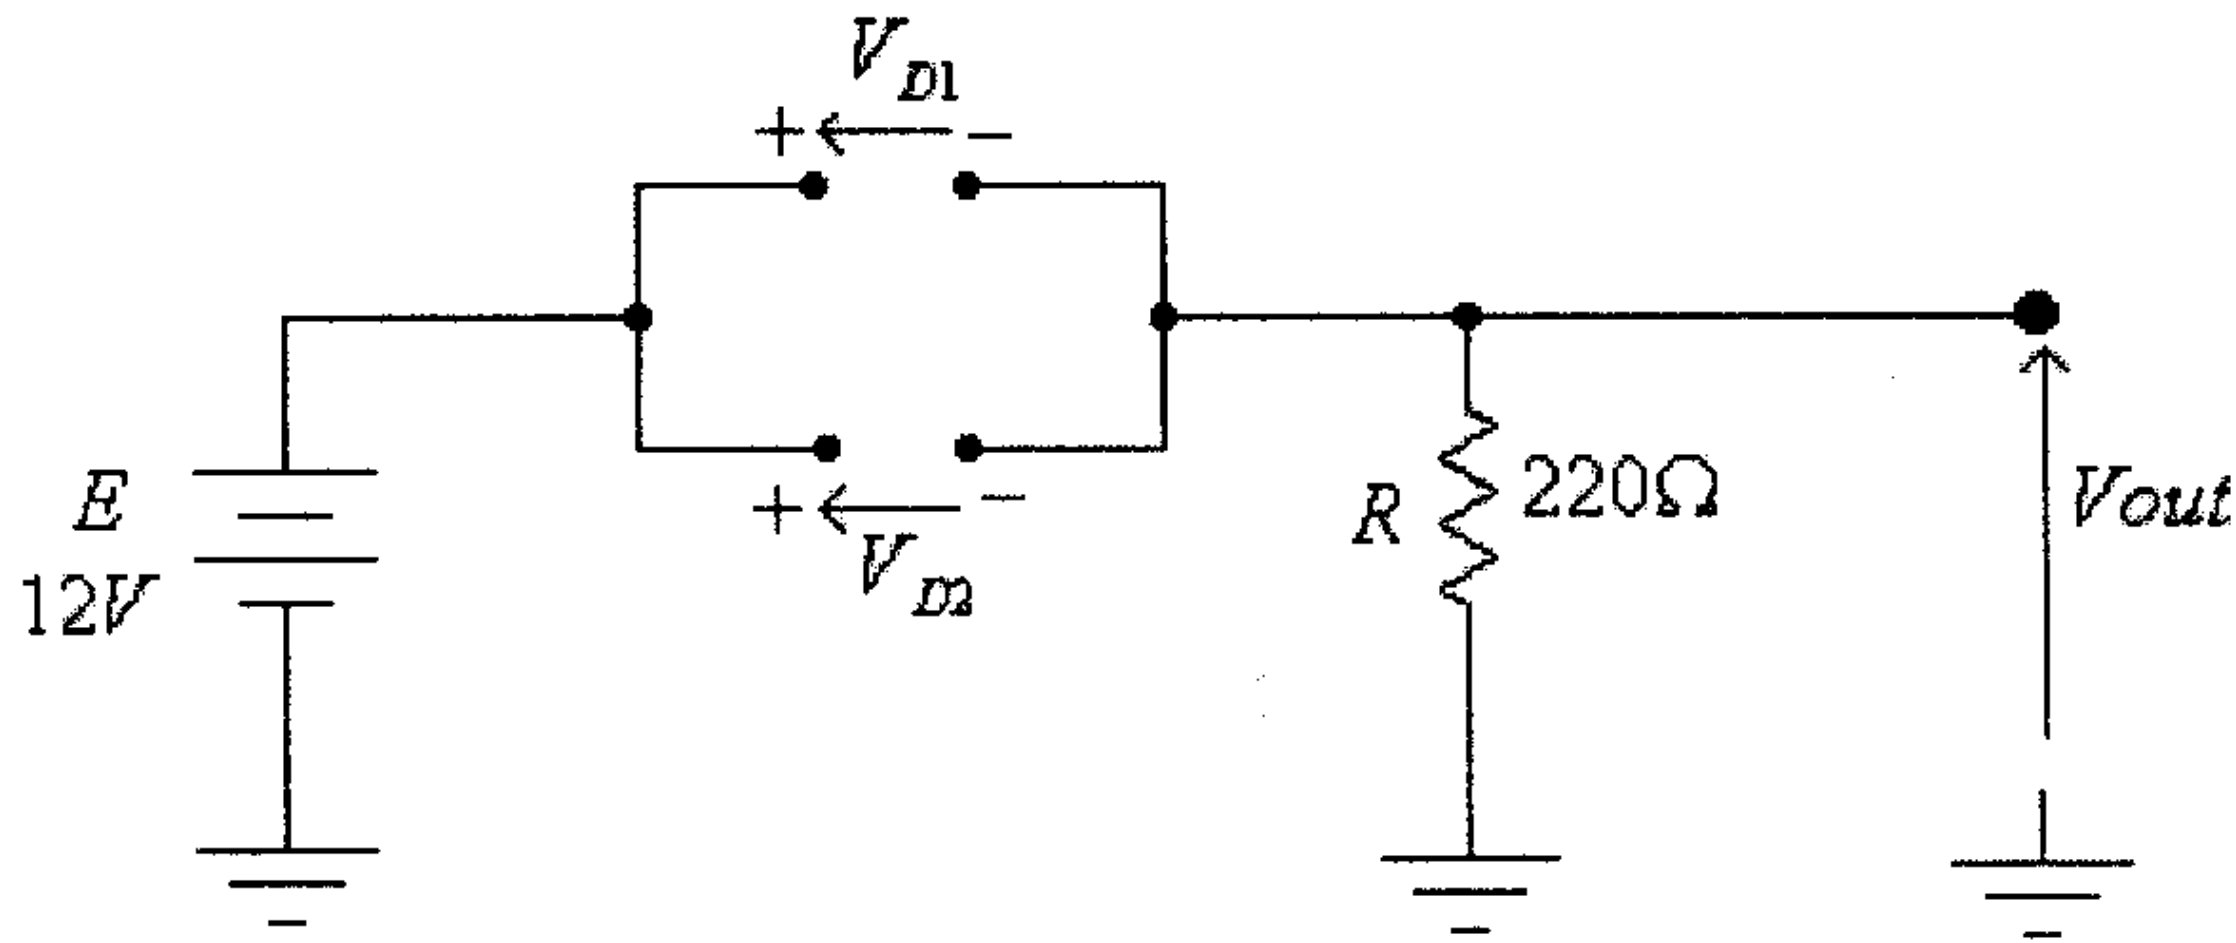 V_D1
+ −
E
12V
+ −
V_D2
R 220Ω
Vout